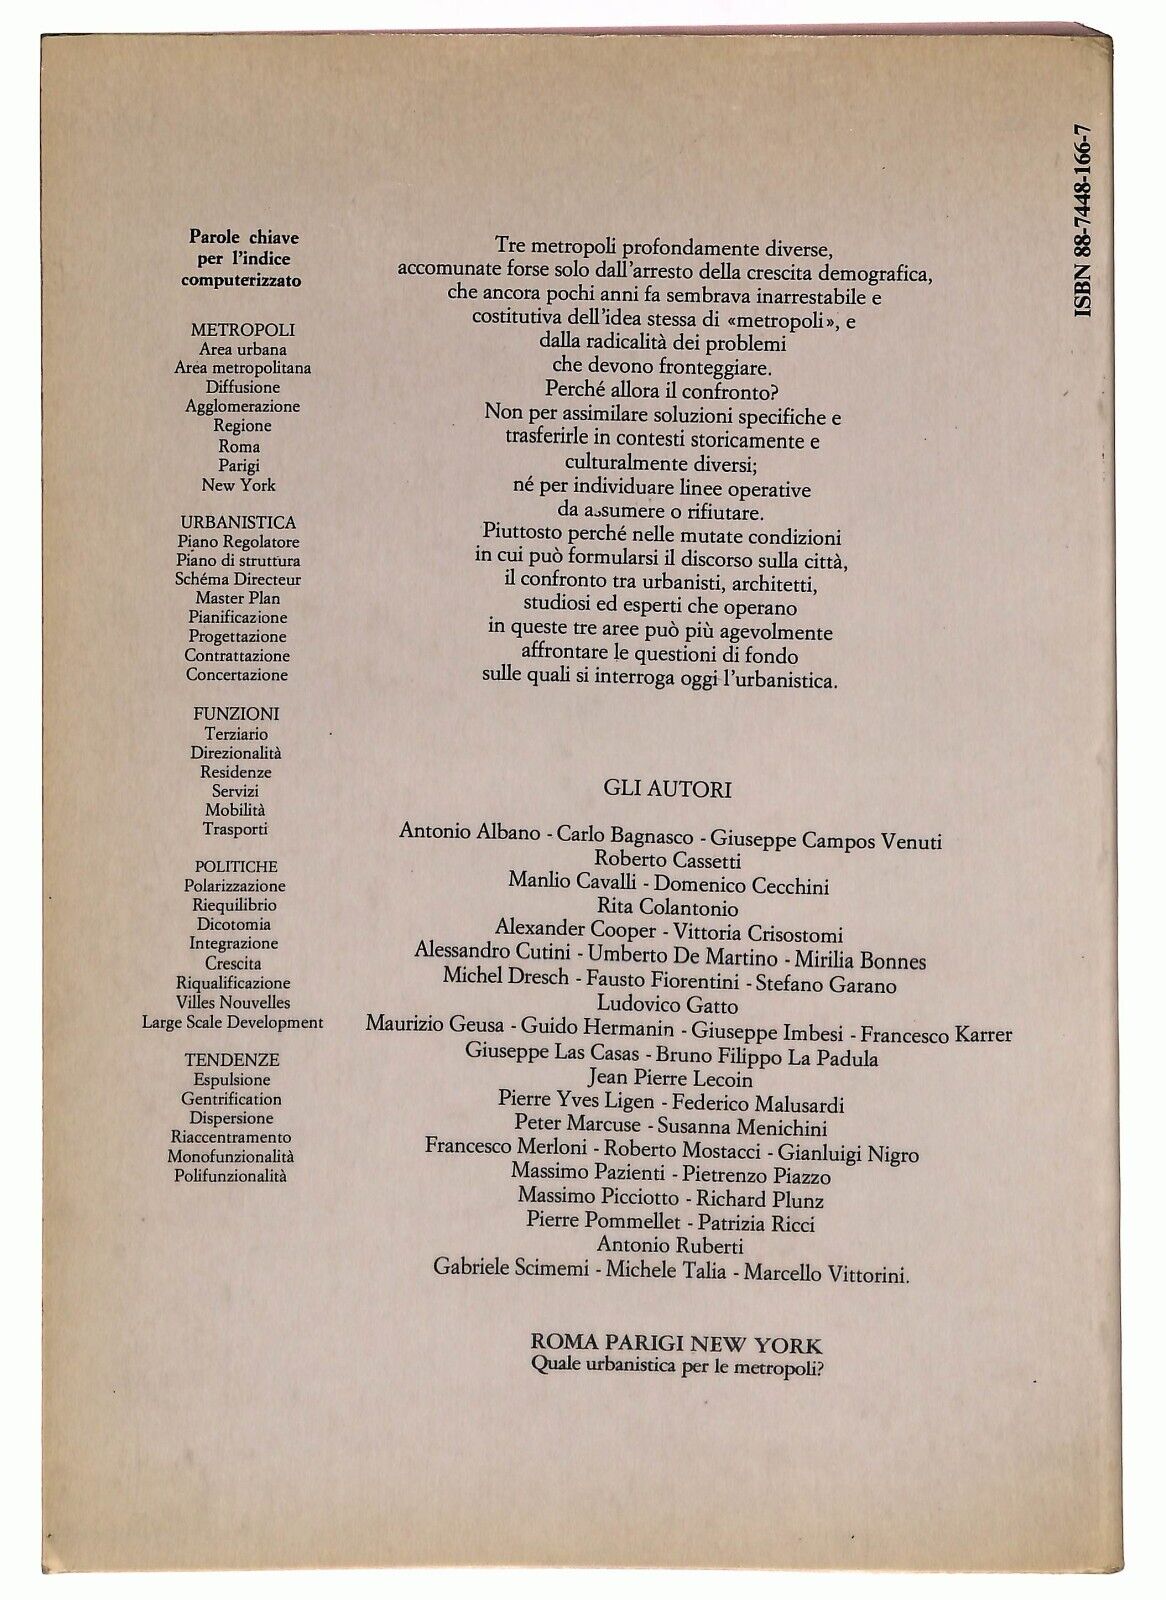 ISBN 88-7448-166-7
Parole chiave
per l'indice
computerizzato
METROPOLI
Area urbana
Area metropolitana
Diffusione
Agglomerazione
Regione
Roma
Parigi
New York
URBANISTICA
Piano Regolatore
Piano di struttura
Schéma Directeur
Master Plan
Pianificazione
Progettazione
Contrattazione
Concertazione
FUNZIONI
Terziario
Direzionalità
Residenze
Servizi
Mobilità
Trasporti
POLITICHE
Polarizzazione
Riequilibrio
Dicotomia
Integrazione
Crescita
Riqualificazione
Villes Nouvelles
Large Scale Development
TENDENZE
Espulsione
Gentrification
Dispersione
Riaccentramento
Monofunzionalità
Polifunzionalità
Tre metropoli profondamente diverse,
accomunate forse solo dall'arresto della crescita demografica,
che ancora pochi anni fa sembrava inarrestabile e
costitutiva dell'idea stessa di «metropoli», e
dalla radicalità dei problemi
che devono fronteggiare.
Perché allora il confronto?
Non per assimilare soluzioni specifiche e
trasferirle in contesti storicamente e
culturalmente diversi;
né per individuare linee operative
da assumere o rifiutare.
Piuttosto perché nelle mutate condizioni
in cui può formularsi il discorso sulla città,
il confronto tra urbanisti, architetti,
studiosi ed esperti che operano
in queste tre aree può più agevolmente
affrontare le questioni di fondo
sulle quali si interroga oggi l'urbanistica.
GLI AUTORI
Antonio Albano - Carlo Bagnasco - Giuseppe Campos Venuti
Roberto Cassetti
Manlio Cavalli - Domenico Cecchini
Rita Colantonio
Alexander Cooper - Vittoria Crisostomi
Alessandro Cutini - Umberto De Martino - Mirilia Bonnes
Michel Dresch - Fausto Fiorentini - Stefano Garano
Ludovico Gatto
Maurizio Geusa - Guido Hermanin - Giuseppe Imbesi - Francesco Karrer
Giuseppe Las Casas - Bruno Filippo La Padula
Jean Pierre Lecoin
Pierre Yves Ligen - Federico Malusardi
Peter Marcuse - Susanna Menichini
Francesco Merloni - Roberto Mostacci - Gianluigi Nigro
Massimo Pazienti - Pietrenzo Piazzo
Massimo Picciotto - Richard Plunz
Pierre Pommellet - Patrizia Ricci
Antonio Ruberti
Gabriele Scimemi - Michele Talia - Marcello Vittorini.
ROMA PARIGI NEW YORK
Quale urbanistica per le metropoli?